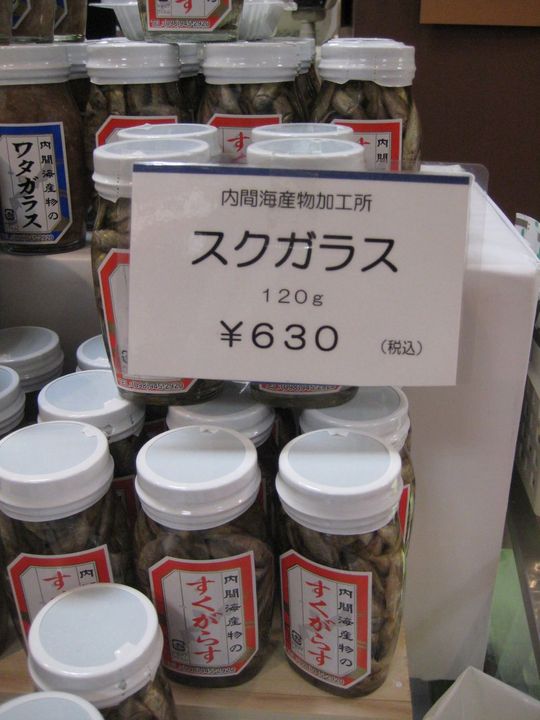 内間海産物加工所
スクガラス
120g
¥630
(税込)
内間海産物の
ワタガラス
内間海産物の
すくがらす
内間海産物の
すくがらす